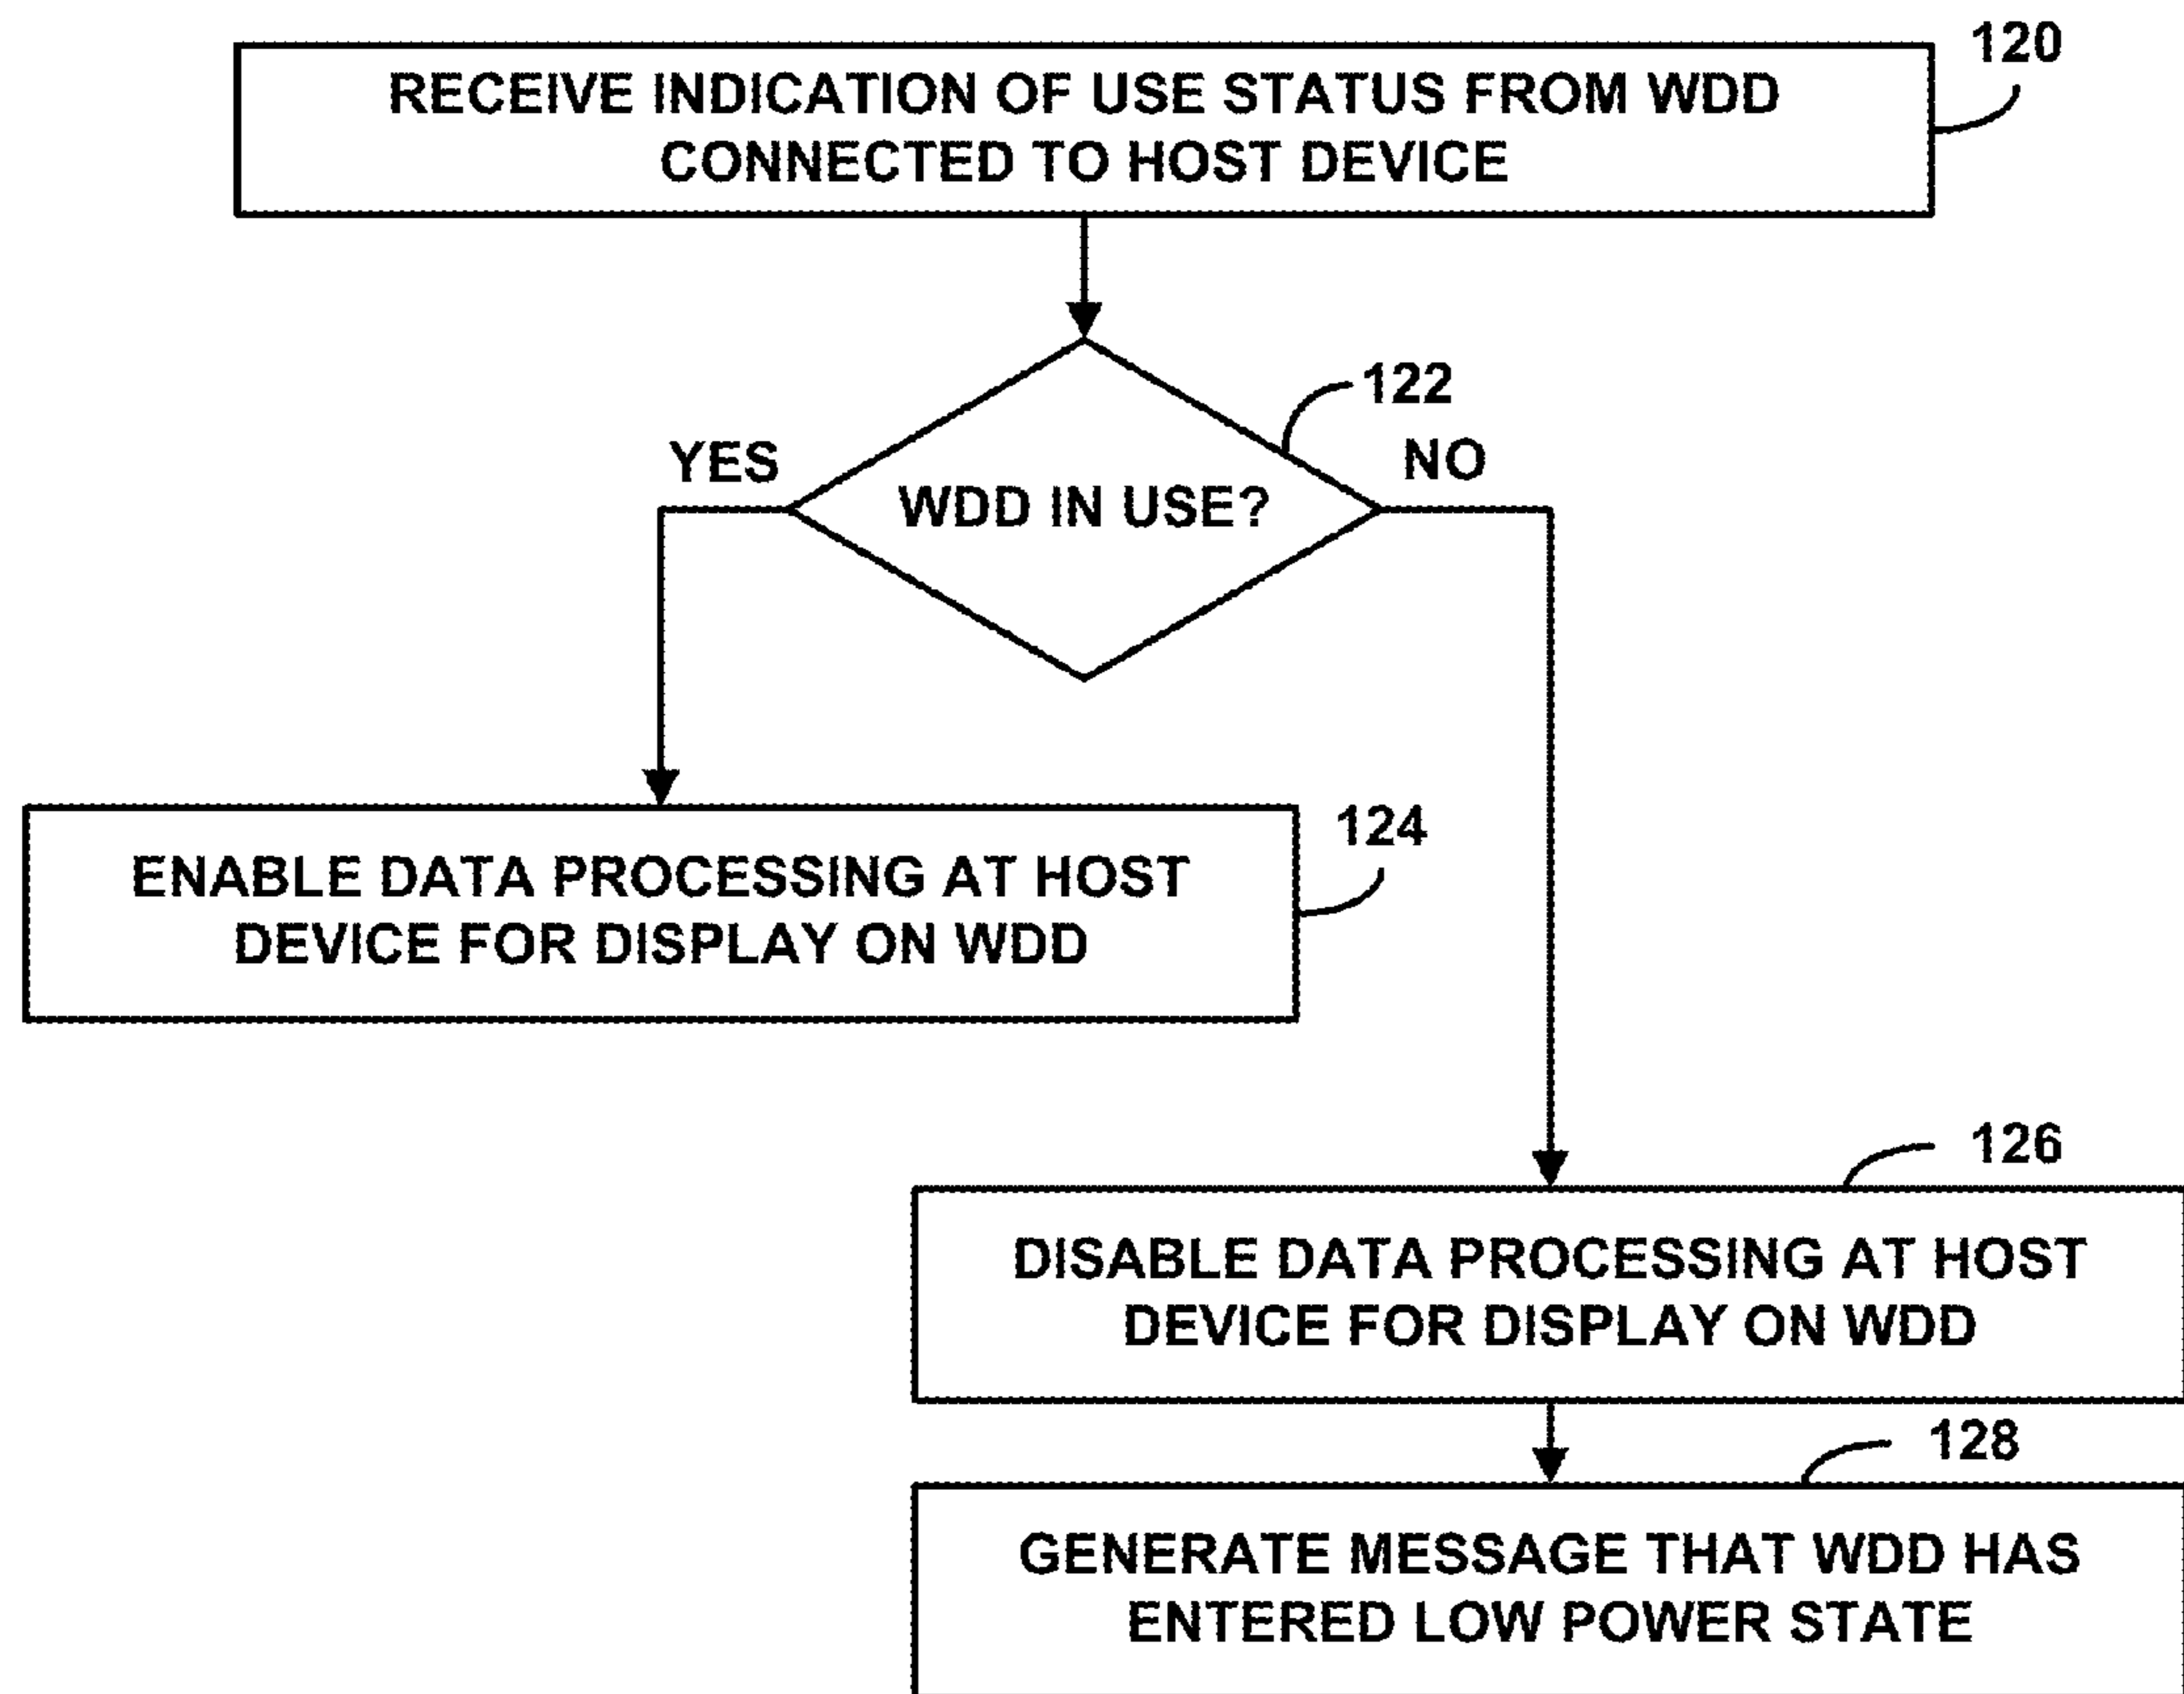 120
RECEIVE INDICATION OF USE STATUS FROM WDD
CONNECTED TO HOST DEVICE
122
YES
NO
WDD IN USE?
124
ENABLE DATA PROCESSING AT HOST
DEVICE FOR DISPLAY ON WDD
126
DISABLE DATA PROCESSING AT HOST
DEVICE FOR DISPLAY ON WDD
128
GENERATE MESSAGE THAT WDD HAS
ENTERED LOW POWER STATE